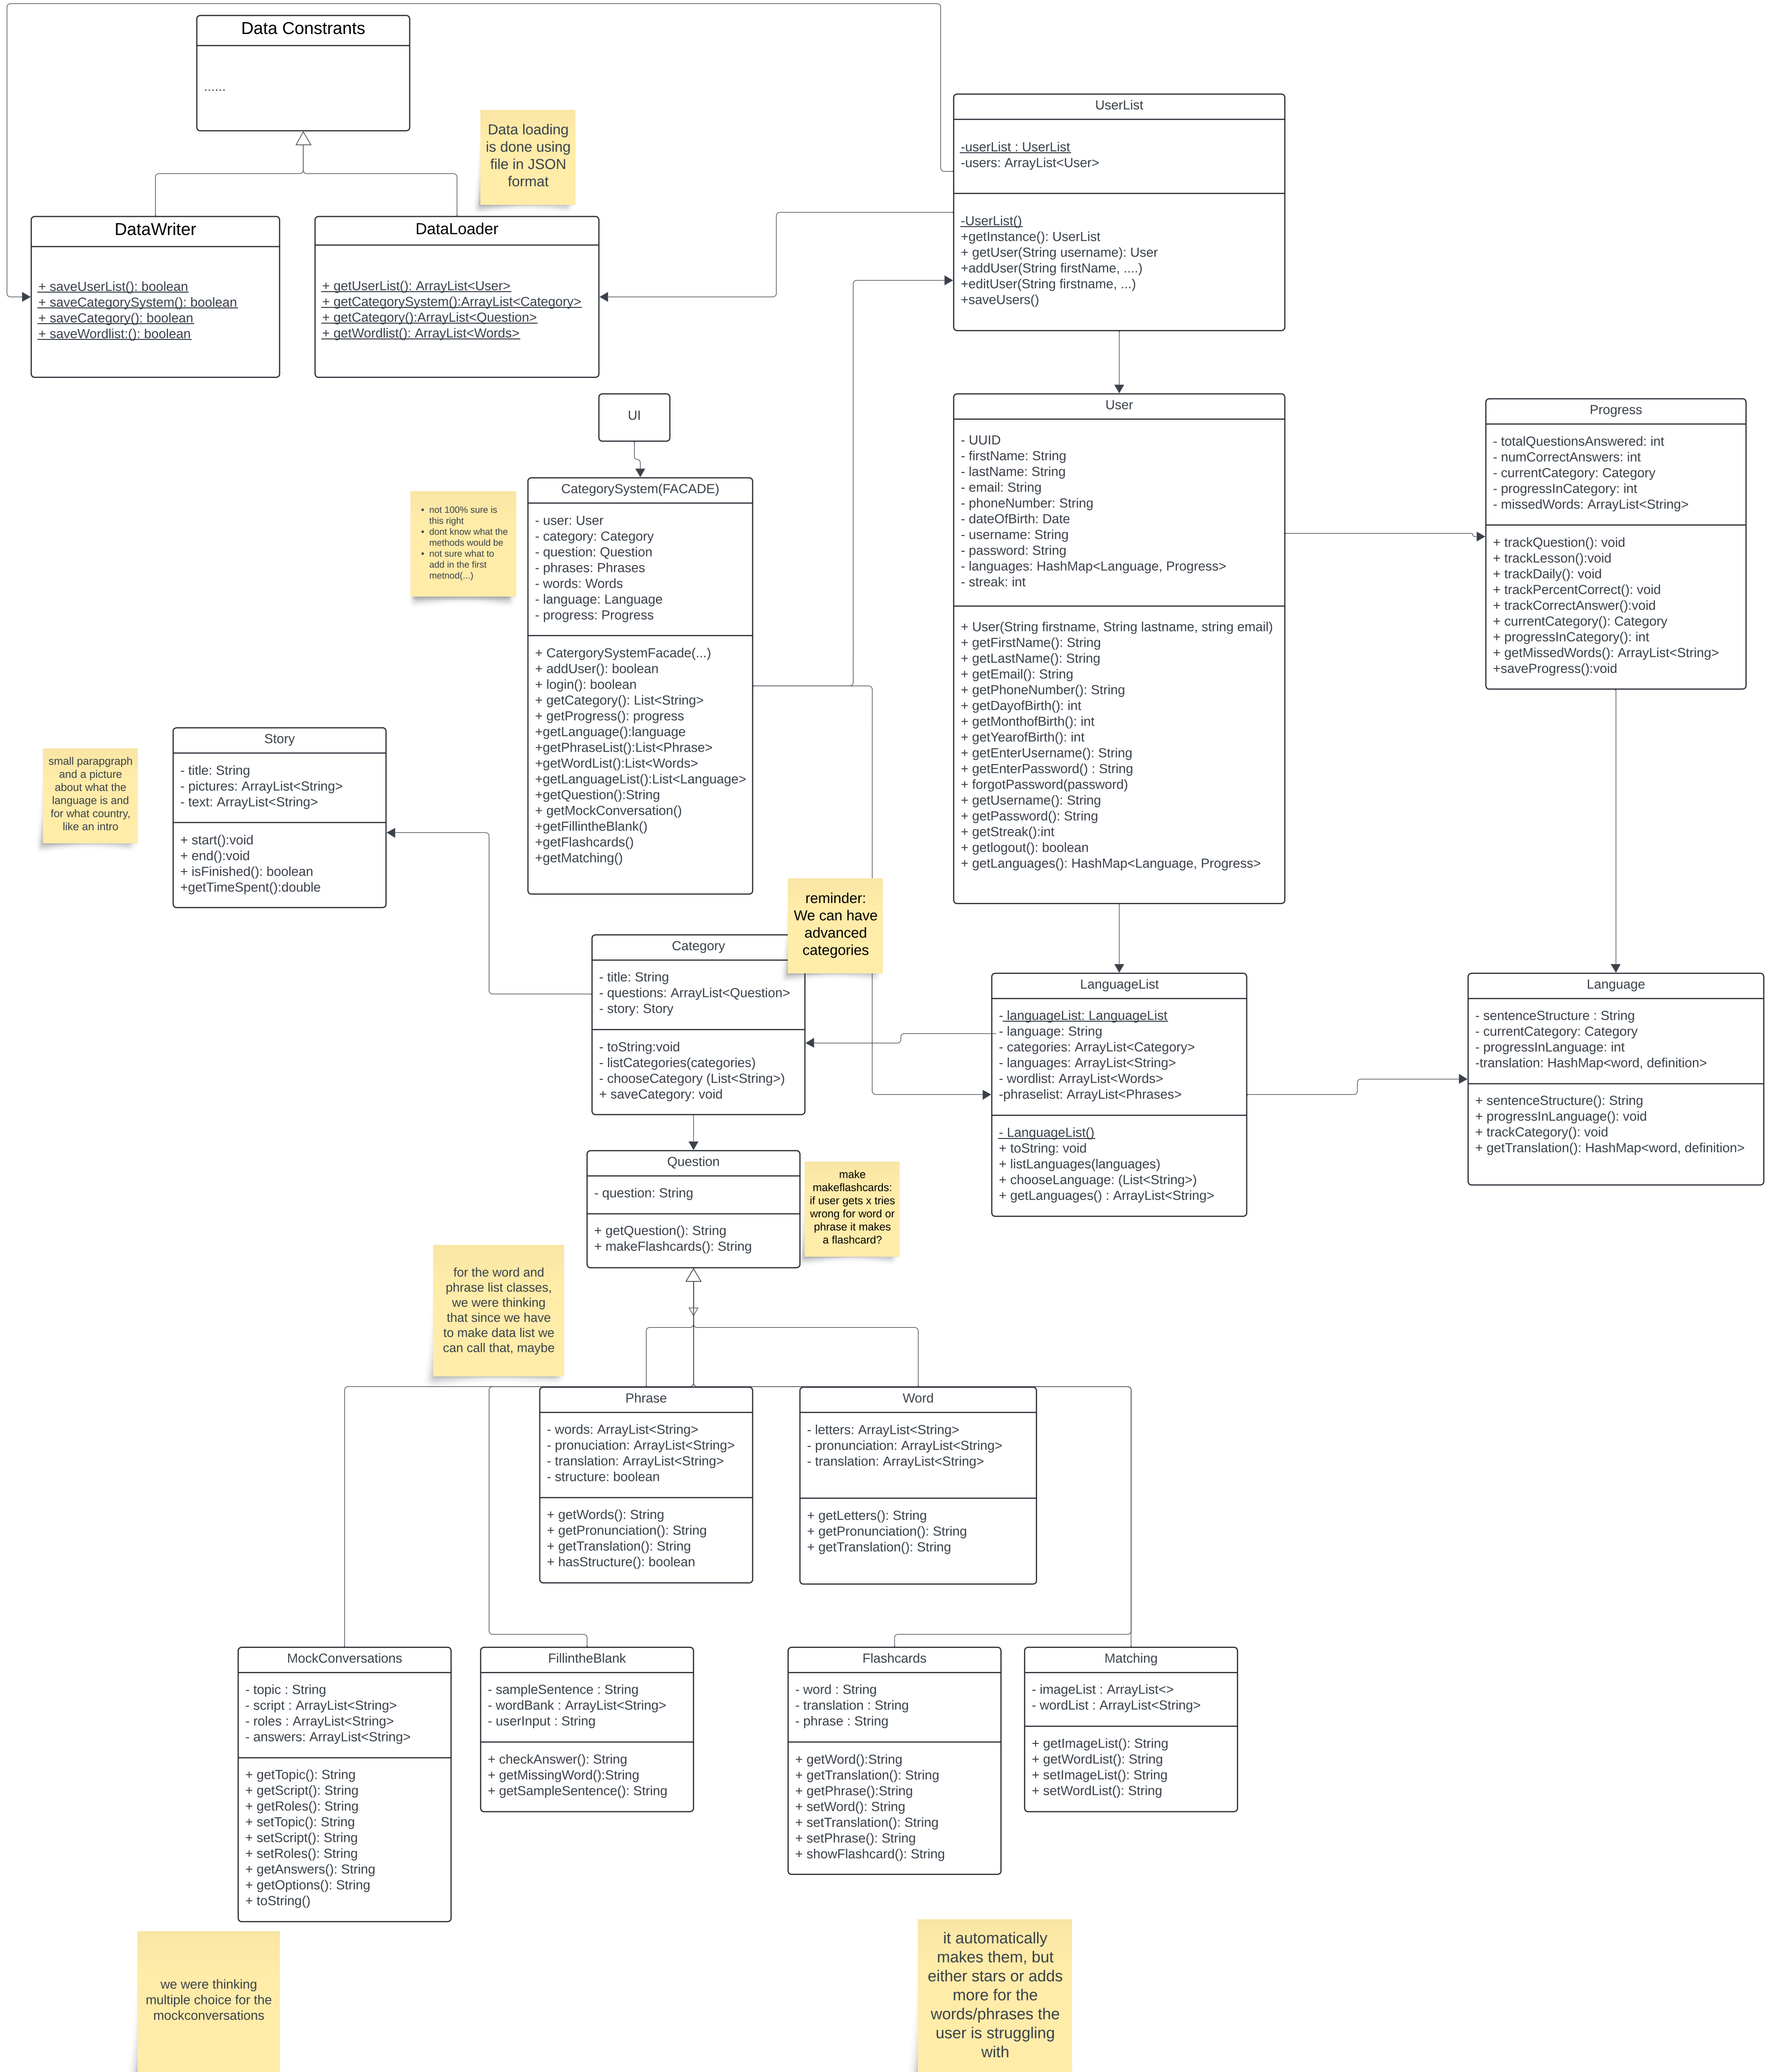 Data Constrants
......
Data loading
is done using
file in JSON
format
DataWriter
+ saveUserList(): boolean
+ saveCategorySystem(): boolean
+ saveCategory(): boolean
+ saveWordlist:(): boolean
DataLoader
+ getUserList(): ArrayList<User>
+ getCategorySystem():ArrayList<Category>
+ getCategory():ArrayList<Question>
+ getWordlist(): ArrayList<Words>
UserList
-userList : UserList
-users: ArrayList<User>
-UserList()
+getInstance(): UserList
+ getUser(String username): User
+addUser(String firstName, ....)
+editUser(String firstname, ...)
+saveUsers()
UI
User
- UUID
- firstName: String
- lastName: String
- email: String
- phoneNumber: String
- dateOfBirth: Date
- username: String
- password: String
- languages: HashMap<Language, Progress>
- streak: int
+ User(String firstname, String lastname, string email)
+ getFirstName(): String
+ getLastName(): String
+ getEmail(): String
+ getPhoneNumber(): String
+ getDayofBirth(): int
+ getMonthofBirth(): int
+ getYearofBirth(): int
+ getEnterUsername(): String
+ getEnterPassword() : String
+ forgotPassword(password)
+ getUsername(): String
+ getPassword(): String
+ getStreak():int
+ getlogout(): boolean
+ getLanguages(): HashMap<Language, Progress>
Progress
- totalQuestionsAnswered: int
- numCorrectAnswers: int
- currentCategory: Category
- progressInCategory: int
- missedWords: ArrayList<String>
+ trackQuestion(): void
+ trackLesson():void
+ trackDaily(): void
+ trackPercentCorrect(): void
+ trackCorrectAnswer():void
+ currentCategory(): Category
+ progressInCategory(): int
+ getMissedWords(): ArrayList<String>
+saveProgress():void
• not 100% sure is
this right
• dont know what the
methods would be
• not sure what to
add in the first
metnod(...)
CategorySystem(FACADE)
- user: User
- category: Category
- question: Question
- phrases: Phrases
- words: Words
- language: Language
- progress: Progress
+ CatergorySystemFacade(...)
+ addUser(): boolean
+ login(): boolean
+ getCategory(): List<String>
+ getProgress(): progress
+getLanguage():language
+getPhraseList():List<Phrase>
+getWordList():List<Words>
+getLanguageList():List<Language>
+getQuestion():String
+ getMockConversation()
+getFillintheBlank()
+getFlashcards()
+getMatching()
small parapgraph
and a picture
about what the
language is and
for what country,
like an intro
Story
- title: String
- pictures: ArrayList<String>
- text: ArrayList<String>
+ start():void
+ end():void
+ isFinished(): boolean
+getTimeSpent():double
reminder:
We can have
advanced
categories
Category
- title: String
- questions: ArrayList<Question>
- story: Story
- toString:void
- listCategories(categories)
- chooseCategory (List<String>)
+ saveCategory: void
LanguageList
- languageList: LanguageList
- language: String
- categories: ArrayList<Category>
- languages: ArrayList<String>
- wordlist: ArrayList<Words>
-phraselist: ArrayList<Phrases>
- LanguageList()
+ toString: void
+ listLanguages(languages)
+ chooseLanguage: (List<String>)
+ getLanguages() : ArrayList<String>
Language
- sentenceStructure : String
- currentCategory: Category
- progressInLanguage: int
-translation: HashMap<word, definition>
+ sentenceStructure(): String
+ progressInLanguage(): void
+ trackCategory(): void
+ getTranslation(): HashMap<word, definition>
Question
- question: String
+ getQuestion(): String
+ makeFlashcards(): String
make
makeflashcards:
if user gets x tries
wrong for word or
phrase it makes
a flashcard?
for the word and
phrase list classes,
we were thinking
that since we have
to make data list we
can call that, maybe
Phrase
- words: ArrayList<String>
- pronuciation: ArrayList<String>
- translation: ArrayList<String>
- structure: boolean
+ getWords(): String
+ getPronunciation(): String
+ getTranslation(): String
+ hasStructure(): boolean
Word
- letters: ArrayList<String>
- pronunciation: ArrayList<String>
- translation: ArrayList<String>
+ getLetters(): String
+ getPronunciation(): String
+ getTranslation(): String
MockConversations
- topic : String
- script : ArrayList<String>
- roles : ArrayList<String>
- answers: ArrayList<String>
+ getTopic(): String
+ getScript(): String
+ getRoles(): String
+ setTopic(): String
+ setScript(): String
+ setRoles(): String
+ getAnswers(): String
+ getOptions(): String
+ toString()
FillintheBlank
- sampleSentence : String
- wordBank : ArrayList<String>
- userInput : String
+ checkAnswer(): String
+ getMissingWord():String
+ getSampleSentence(): String
Flashcards
- word : String
- translation : String
- phrase : String
+ getWord():String
+ getTranslation(): String
+ getPhrase():String
+ setWord(): String
+ setTranslation(): String
+ setPhrase(): String
+ showFlashcard(): String
Matching
- imageList : ArrayList<>
- wordList : ArrayList<String>
+ getImageList(): String
+ getWordList(): String
+ setImageList(): String
+ setWordList(): String
we were thinking
multiple choice for the
mockconversations
it automatically
makes them, but
either stars or adds
more for the
words/phrases the
user is struggling
with